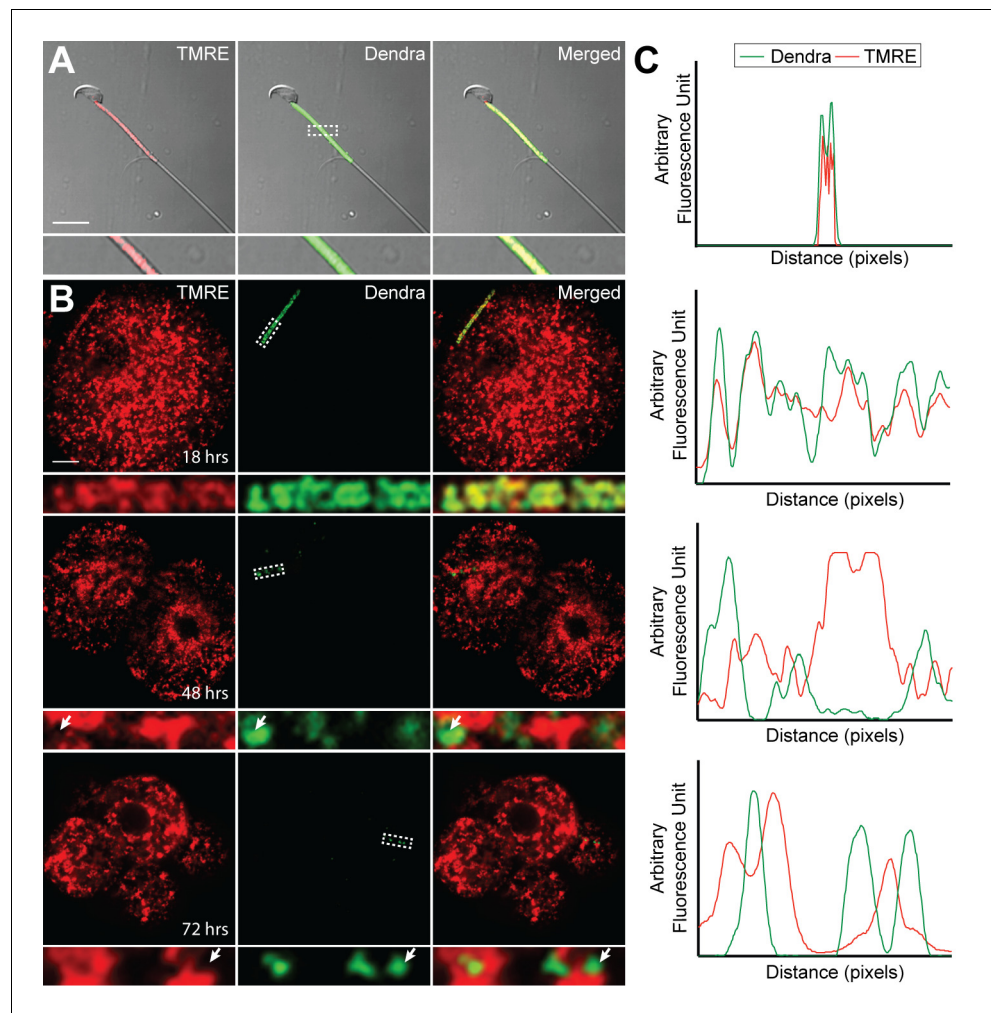 A
TMRE
Dendra
Merged
C
Dendra
TMRE
Arbitrary
Fluorescence Unit
Distance (pixels)
B
TMRE
Dendra
Merged
18 hrs
Arbitrary
Fluorescence Unit
Distance (pixels)
48 hrs
Arbitrary
Fluorescence Unit
Distance (pixels)
72 hrs
Arbitrary
Fluorescence Unit
Distance (pixels)